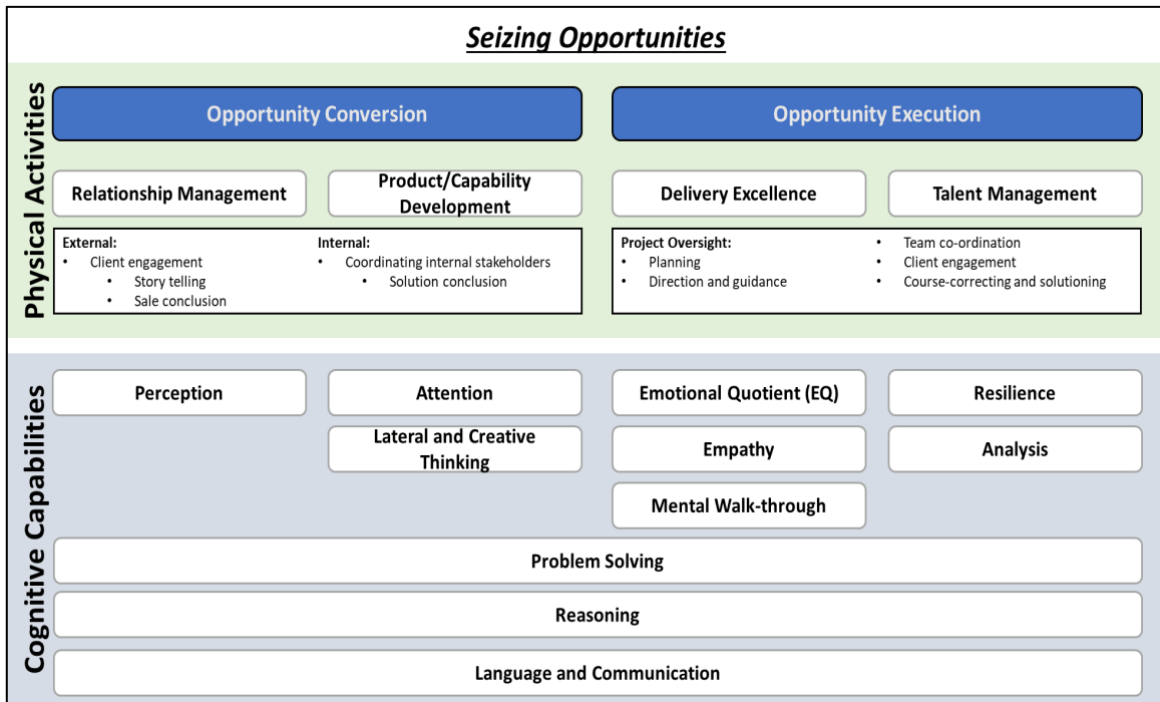 Seizing Opportunities
Physical Activities
Opportunity Conversion
Opportunity Execution
Relationship Management
Product/Capability
Development
Delivery Excellence
Talent Management
External:
• Client engagement
• Story telling
• Sale conclusion
Internal:
• Coordinating internal stakeholders
• Solution conclusion
Project Oversight:
• Planning
• Direction and guidance
• Team co-ordination
• Client engagement
• Course-correcting and solutioning
Cognitive Capabilities
Perception
Attention
Emotional Quotient (EQ)
Resilience
Lateral and Creative
Thinking
Empathy
Analysis
Mental Walk-through
Problem Solving
Reasoning
Language and Communication